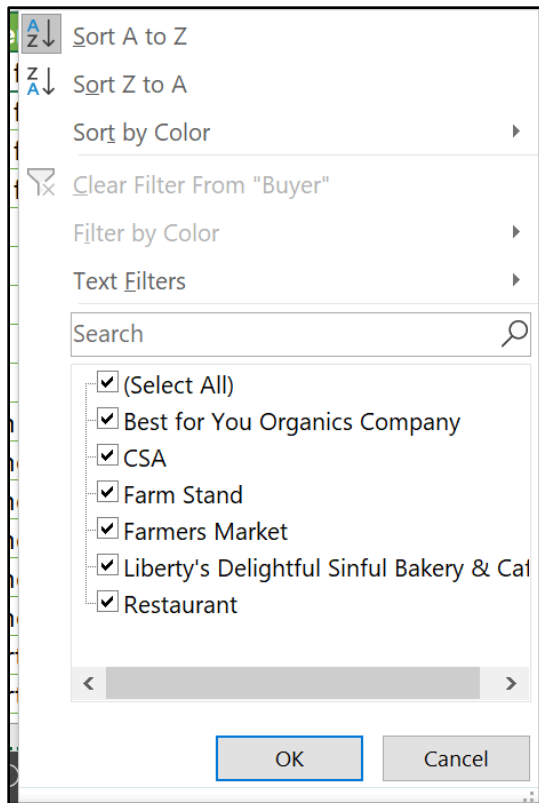 Sort A to Z
Sort Z to A
Sort by Color
Clear Filter From "Buyer"
Filter by Color
Text Filters
Search
(Select All)
Best for You Organics Company
CSA
Farm Stand
Farmers Market
Liberty's Delightful Sinful Bakery & Caf
Restaurant
OK Cancel